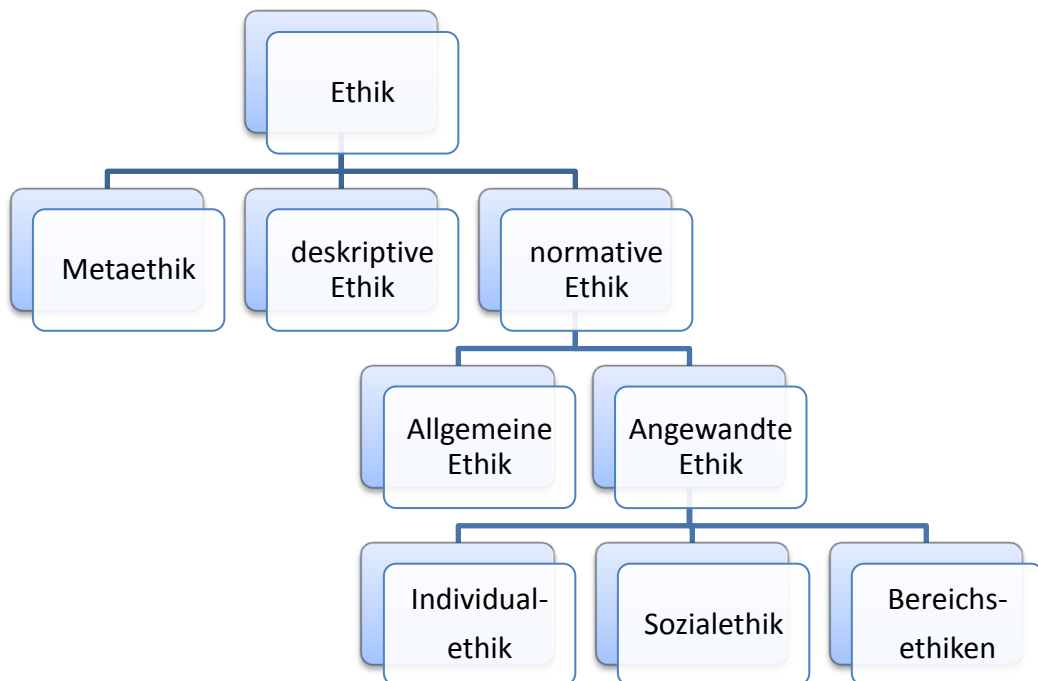 Ethik
Metaethik
deskriptive
Ethik
normative
Ethik
Allgemeine
Ethik
Angewandte
Ethik
Individual-
ethik
Sozialethik
Bereichs-
ethiken